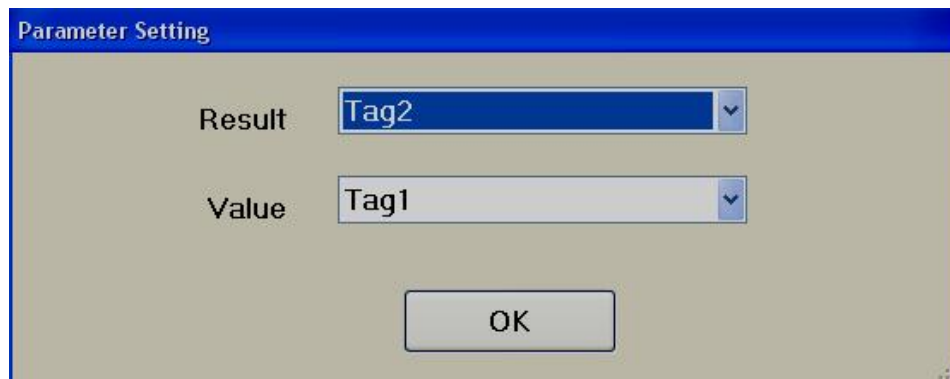 Parameter Setting
Result
Tag2
Value
Tag1
OK